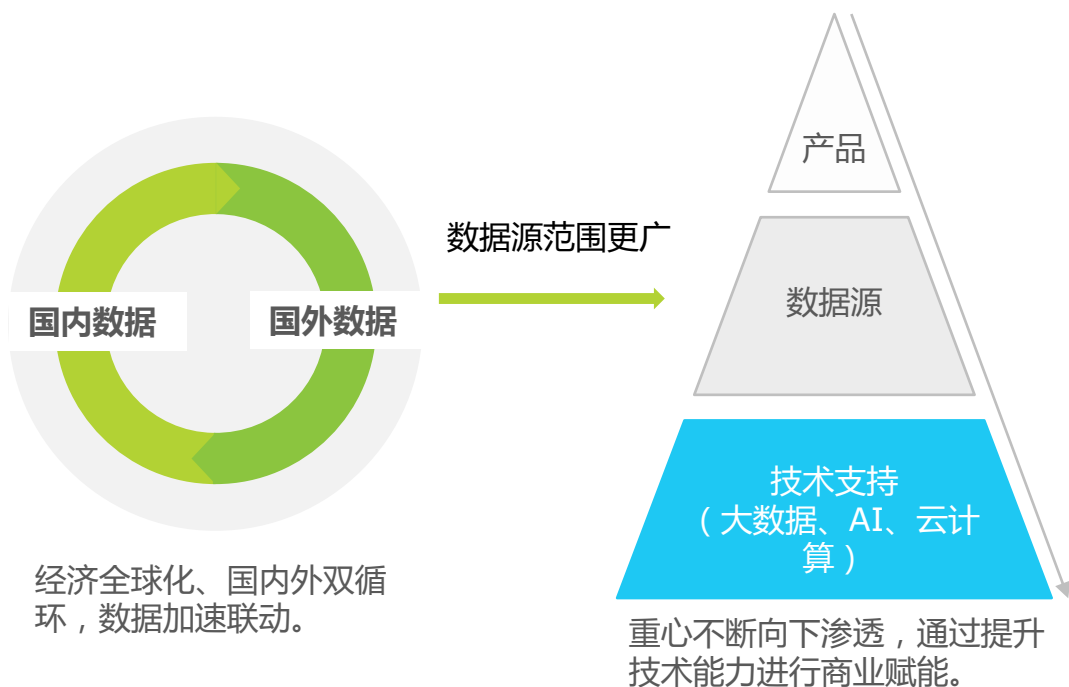 国内数据
国外数据
经济全球化、国内外双循
环，数据加速联动。
数据源范围更广
产品
数据源
技术支持
（大数据、AI、云计
算）
重心不断向下渗透，通过提升
技术能力进行商业赋能。